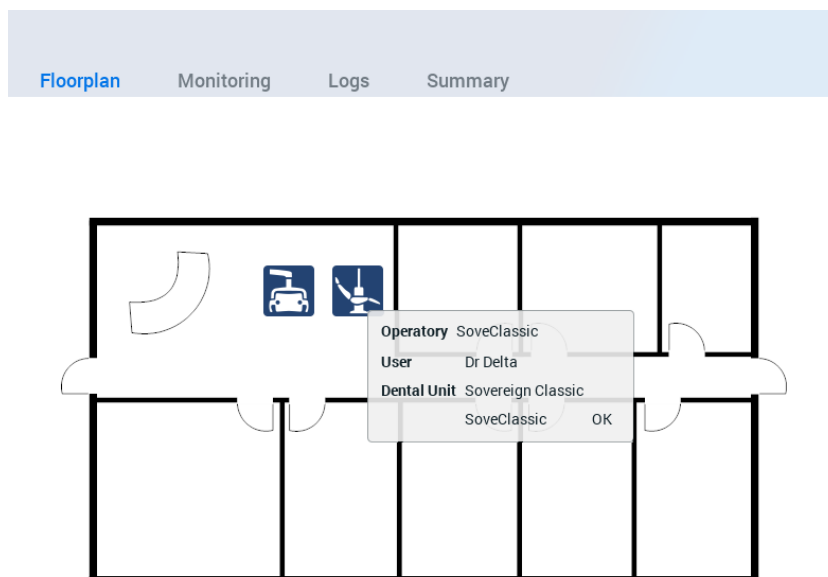 Floorplan Monitoring Logs Summary
Operatory SoveClassic
User Dr Delta
Dental Unit Sovereign Classic
SoveClassic OK